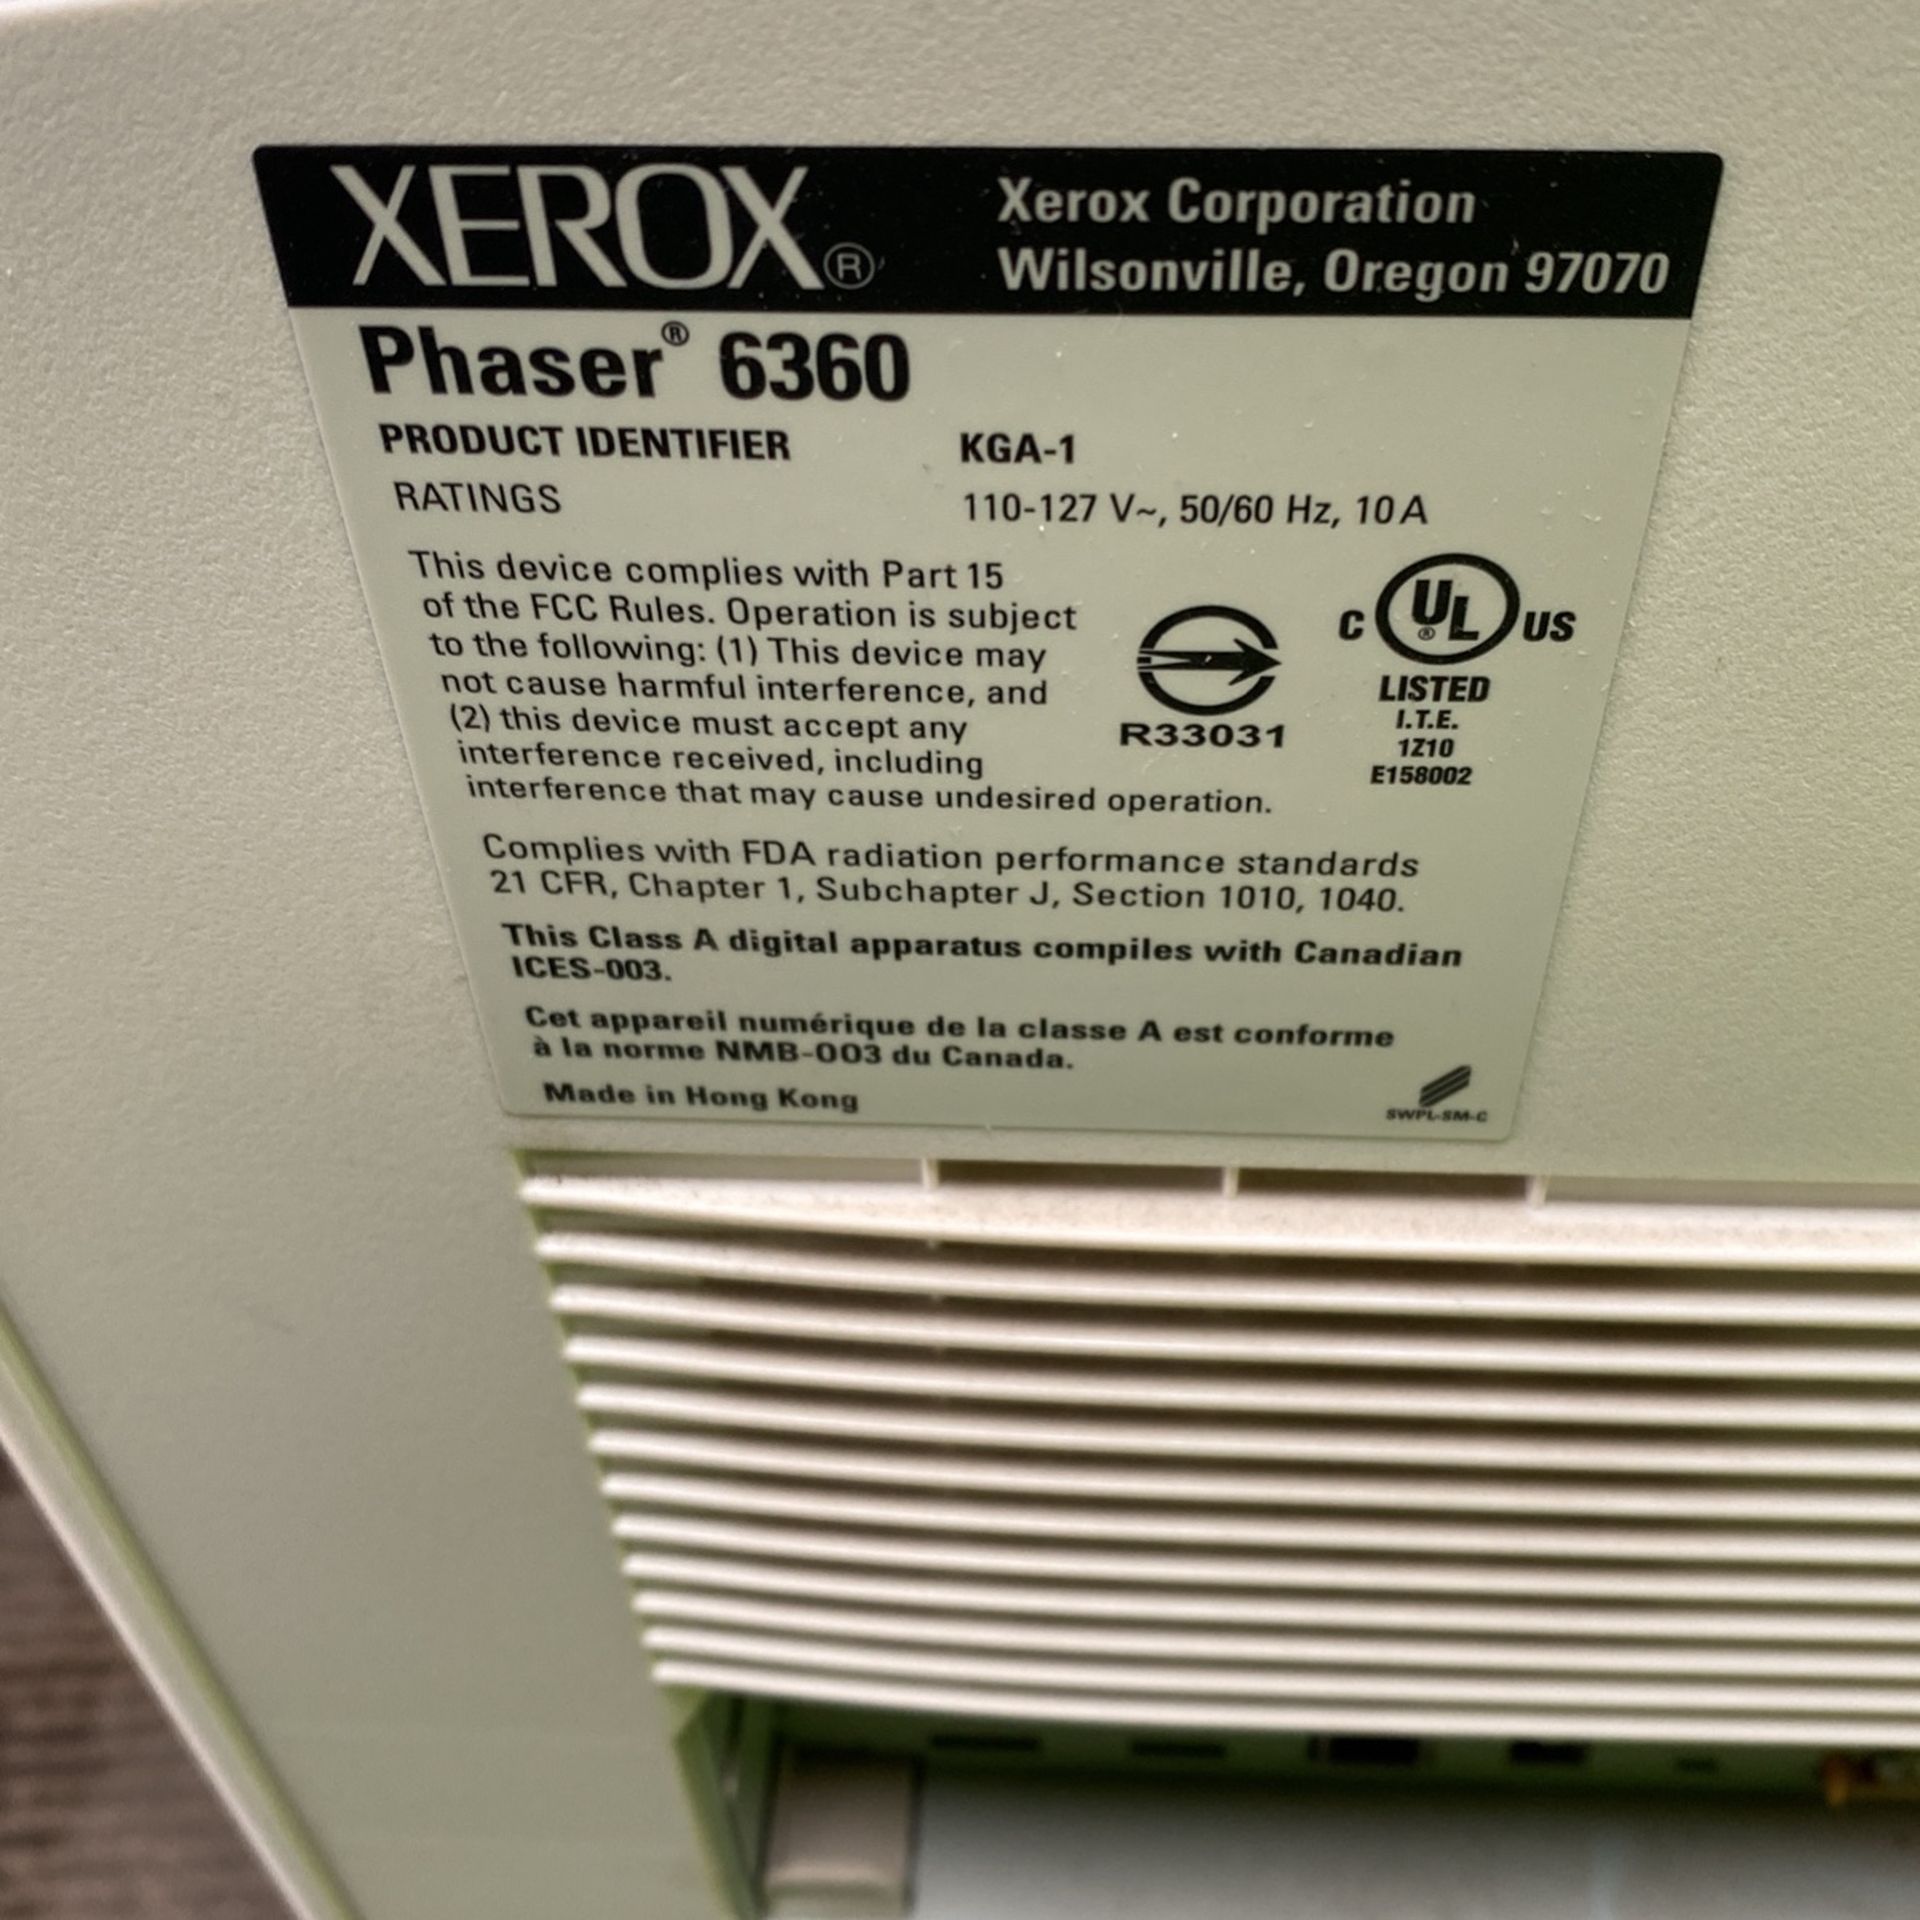 XEROX®
Xerox Corporation
Wilsonville, Oregon 97070
Phaser® 6360
PRODUCT IDENTIFIER KGA-1
RATINGS 110-127 V~, 50/60 Hz, 10 A
This device complies with Part 15
of the FCC Rules. Operation is subject
to the following: (1) This device may
not cause harmful interference, and
(2) this device must accept any
interference received, including
interference that may cause undesired operation.
R33031
C UL® US
LISTED
I.T.E.
1Z10
E158002
Complies with FDA radiation performance standards
21 CFR, Chapter 1, Subchapter J, Section 1010, 1040.
This Class A digital apparatus compiles with Canadian
ICES-003.
Cet appareil numérique de la classe A est conforme
à la norme NMB-003 du Canada.
Made in Hong Kong
SWPL-SM-C